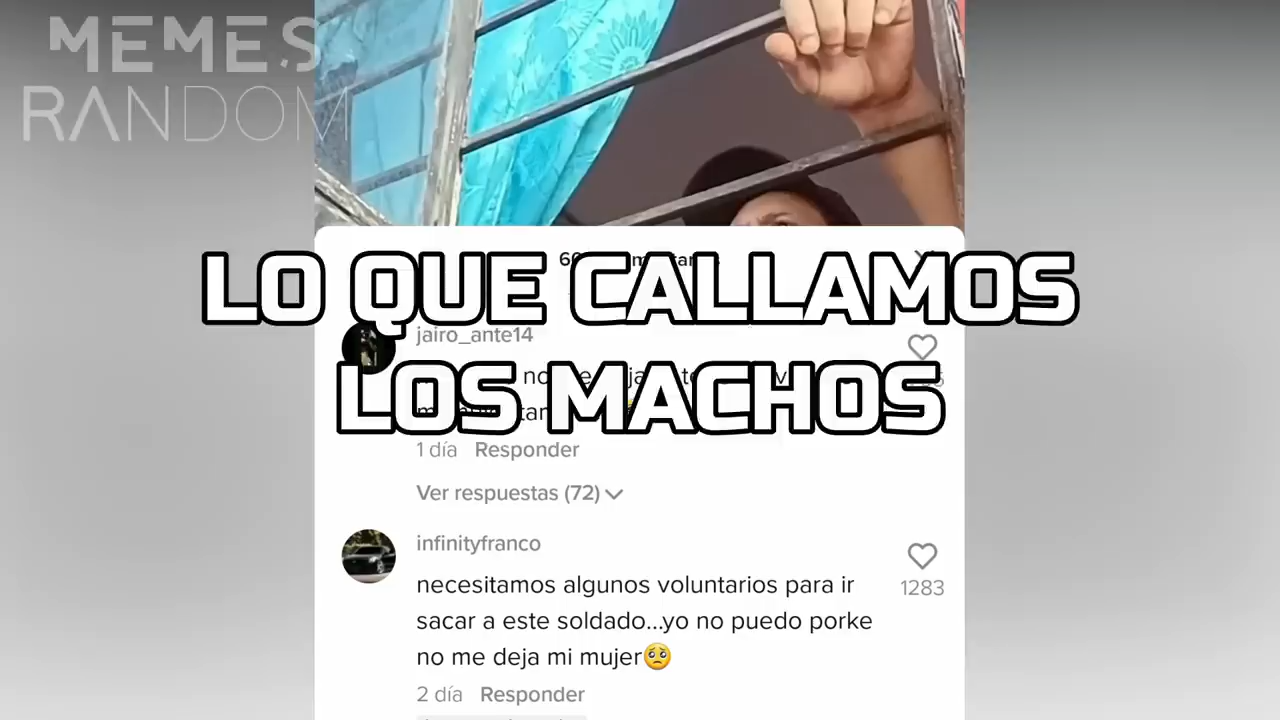 MEMES
RANDOM
LO QUE CALLAMOS
jairo_ante14
LOS MACHOS
1 día Responder
Ver respuestas (72)
infinityfranco
necesitamos algunos voluntarios para ir
1283
sacar a este soldado...yo no puedo porke
no me deja mi mujer🥺
2 día Responder